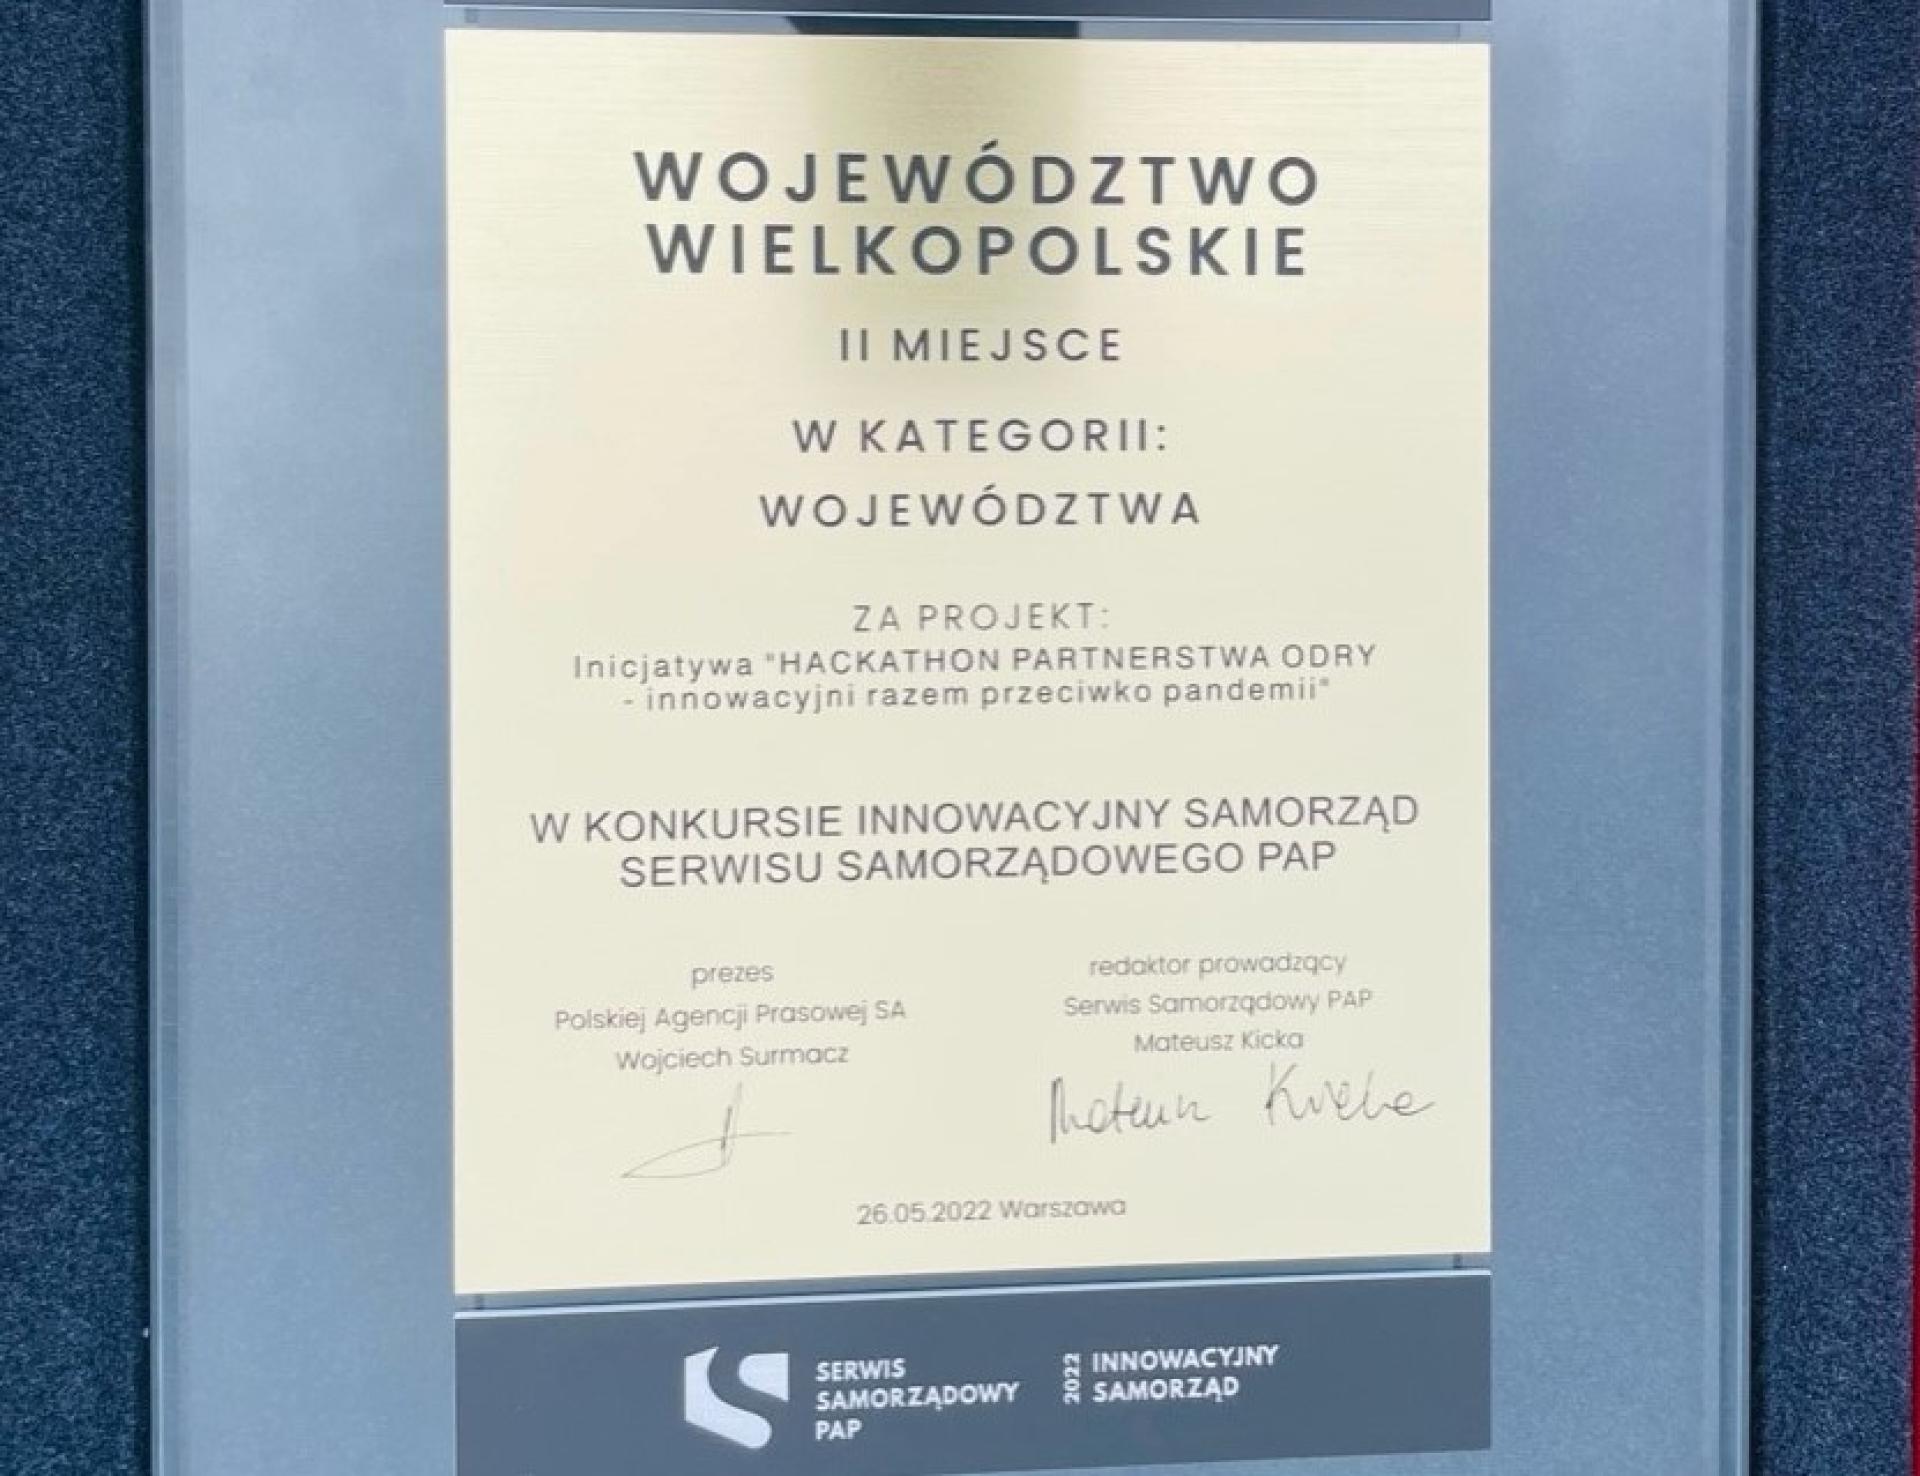 WOJEWÓDZTWO
WIELKOPOLSKIE
II MIEJSCE
W KATEGORII:
WOJEWÓDZTWA
ZA PROJEKT:
Inicjatywa "HACKATHON PARTNERSTWA ODRY
- innowacyjni razem przeciwko pandemii"
W KONKURSIE INNOWACYJNY SAMORZĄD
SERWISU SAMORZĄDOWEGO PAP
prezes
Polskiej Agencji Prasowej SA
Wojciech Surmacz
redaktor prowadzący
Serwis Samorządowy PAP
Mateusz Kicka
Mateusz Kicka
26.05.2022 Warszawa
SERWIS
SAMORZĄDOWY
PAP
2022
INNOWACYJNY
SAMORZĄD